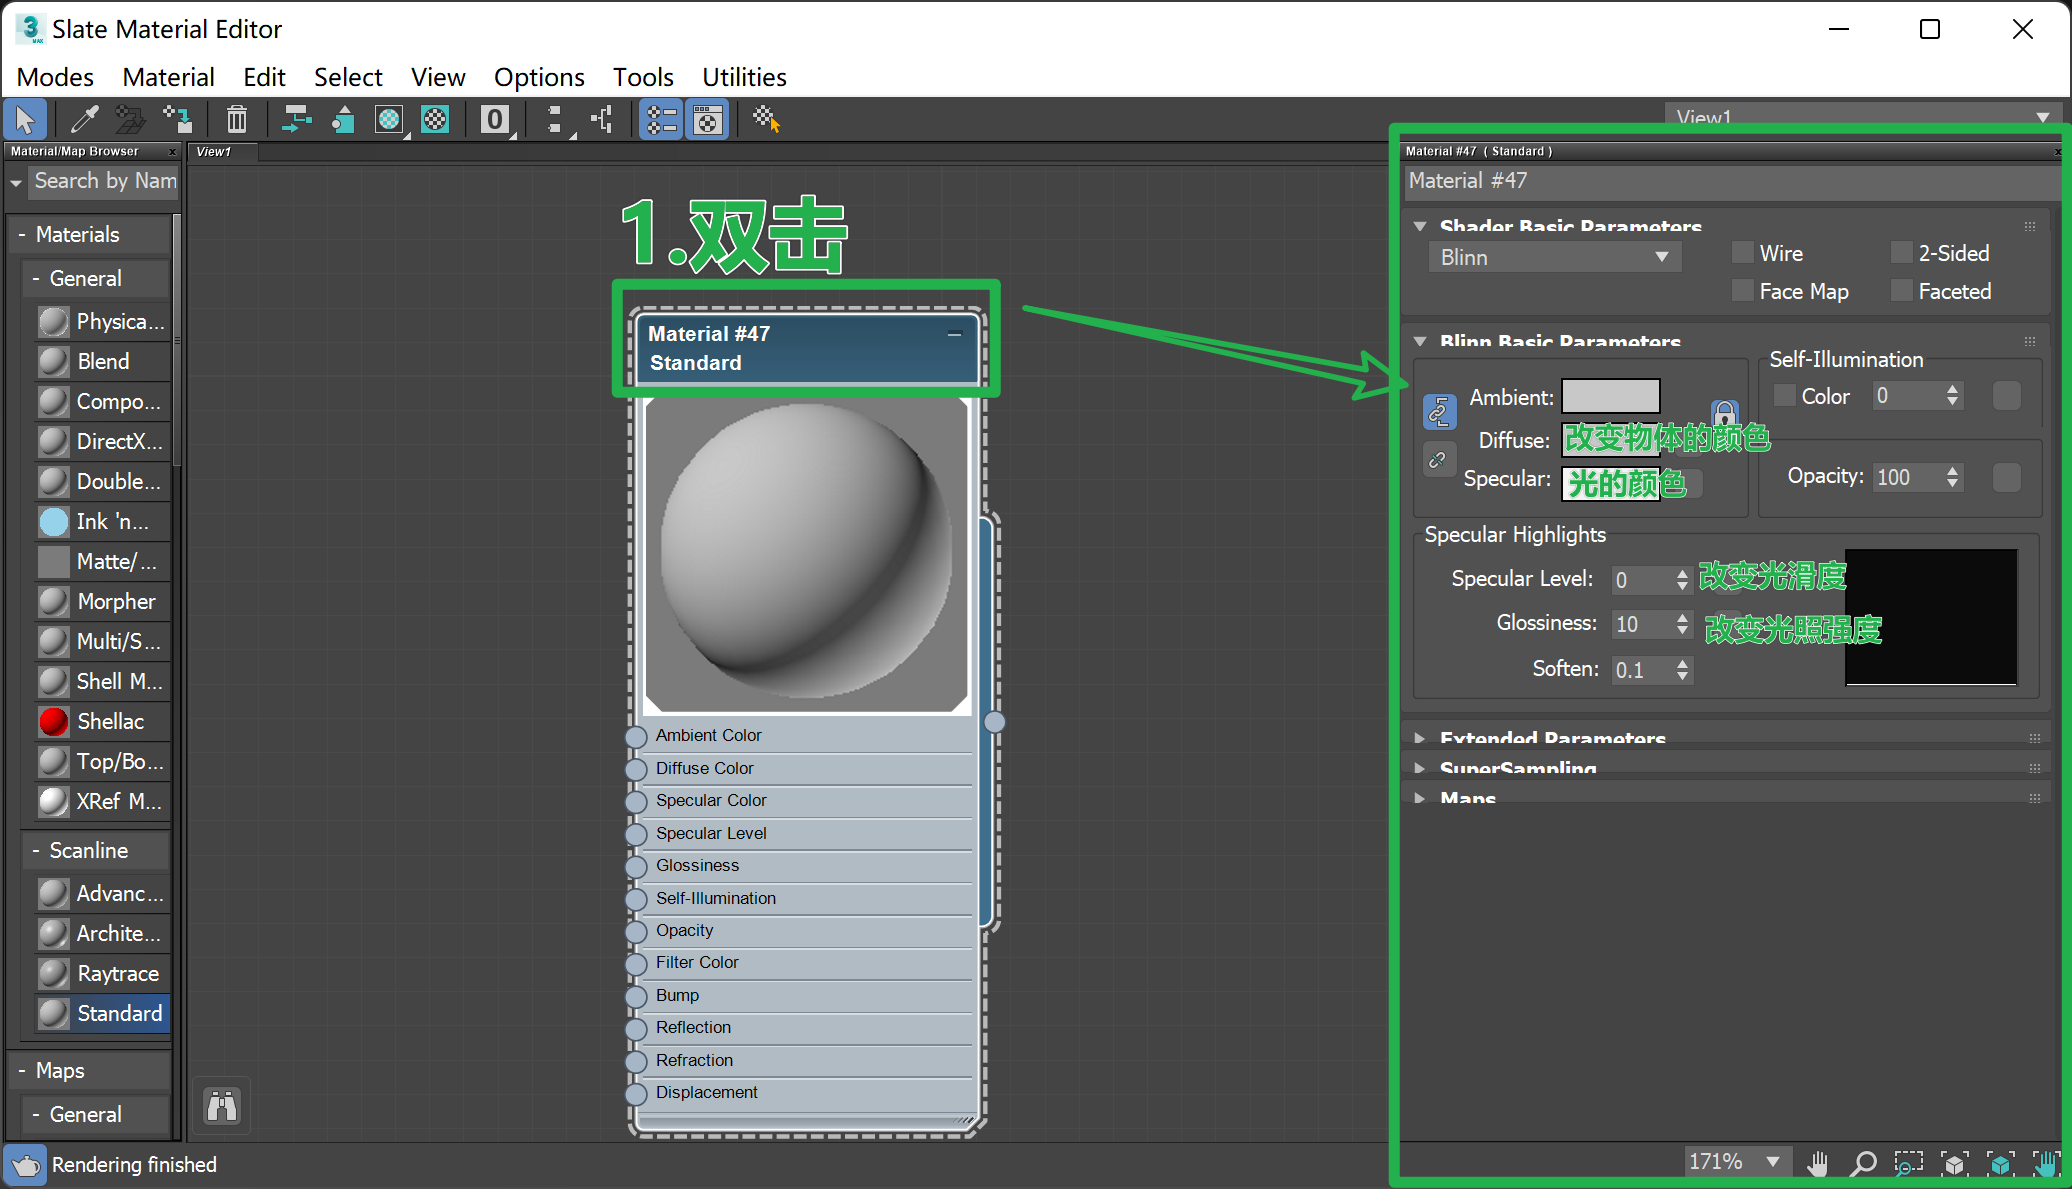 Slate Material Editor
Modes Material Edit Select View Options Tools Utilities
0
View1
Material/Map Browser x
Search by Nam
- Materials
- General
Physica...
Blend
Compo...
DirectX...
Double...
Ink 'n...
Matte/...
Morpher
Multi/S...
Shell M...
Shellac
Top/Bo...
XRef M...
- Scanline
Advanc...
Archite...
Raytrace
Standard
- Maps
- General
Rendering finished
View1
1.双击
Material #47
Standard
Ambient Color
Diffuse Color
Specular Color
Specular Level
Glossiness
Self-Illumination
Opacity
Filter Color
Bump
Reflection
Refraction
Displacement
Material #47 ( Standard ) x
Material #47
Shader Basic Parameters
Blinn
Wire 2-Sided
Face Map Faceted
Blinn Basic Parameters
Ambient:
Diffuse: 改变物体的颜色
Specular: 光的颜色
Self-Illumination
Color 0
Opacity: 100
Specular Highlights
Specular Level: 0 改变光滑度
Glossiness: 10 改变光照强度
Soften: 0.1
Extended Parameters
SuperSampling
Maps
171%